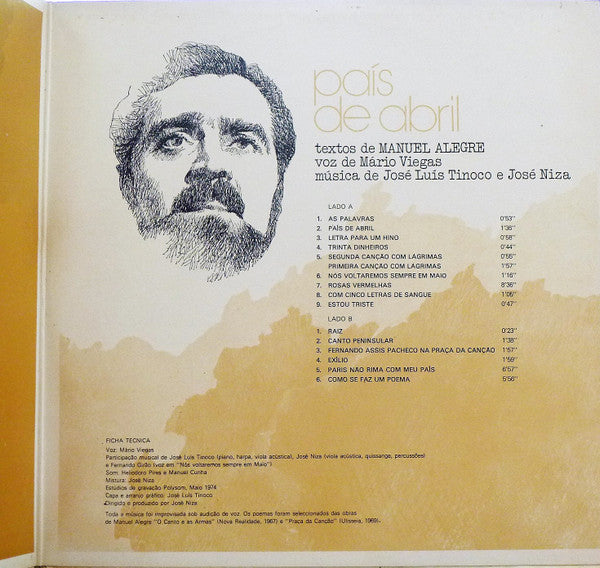 país
de abril
textos de MANUEL ALEGRE
voz de Mário Viegas
música de José Luís Tinoco e José Niza
LADO A
1. AS PALAVRAS 0'53"
2. PAÍS DE ABRIL 1'36"
3. LETRA PARA UM HINO 0'58"
4. TRINTA DINHEIROS 0'44"
5. SEGUNDA CANÇÃO COM LÁGRIMAS 0'55"
PRIMEIRA CANÇÃO COM LÁGRIMAS 1'57"
6. NÓS VOLTAREMOS SEMPRE EM MAIO 1'16"
7. ROSAS VERMELHAS 8'36"
8. COM CINCO LETRAS DE SANGUE 1'05"
9. ESTOU TRISTE 0'47"
LADO B
1. RAIZ 0'23"
2. CANTO PENINSULAR 1'38"
3. FERNANDO ASSIS PACHECO NA PRAÇA DA CANÇÃO 1'57"
4. EXÍLIO 1'59"
5. PARIS NÃO RIMA COM MEU PAÍS 6'57"
6. COMO SE FAZ UM POEMA 5'56"
FICHA TÉCNICA
Voz: Mário Viegas
Participação musical de José Luís Tinoco (piano, harpa, viola acústica), José Niza (viola acústica, quissange, percussões)
e Fernando Girão (voz em "Nós voltaremos sempre em Maio")
Som: Heliodoro Pires e Manuel Cunha
Mistura: José Niza
Estúdios de gravação Polysom, Maio 1974
Capa e arranjo gráfico: José Luís Tinoco
Dirigido e produzido por José Niza
Toda a música foi improvisada sob audição de voz. Os poemas foram seleccionados das obras
de Manuel Alegre "O Canto e as Armas" (Nova Realidade, 1967) e "Praça da Canção" (Ulisseia, 1969).